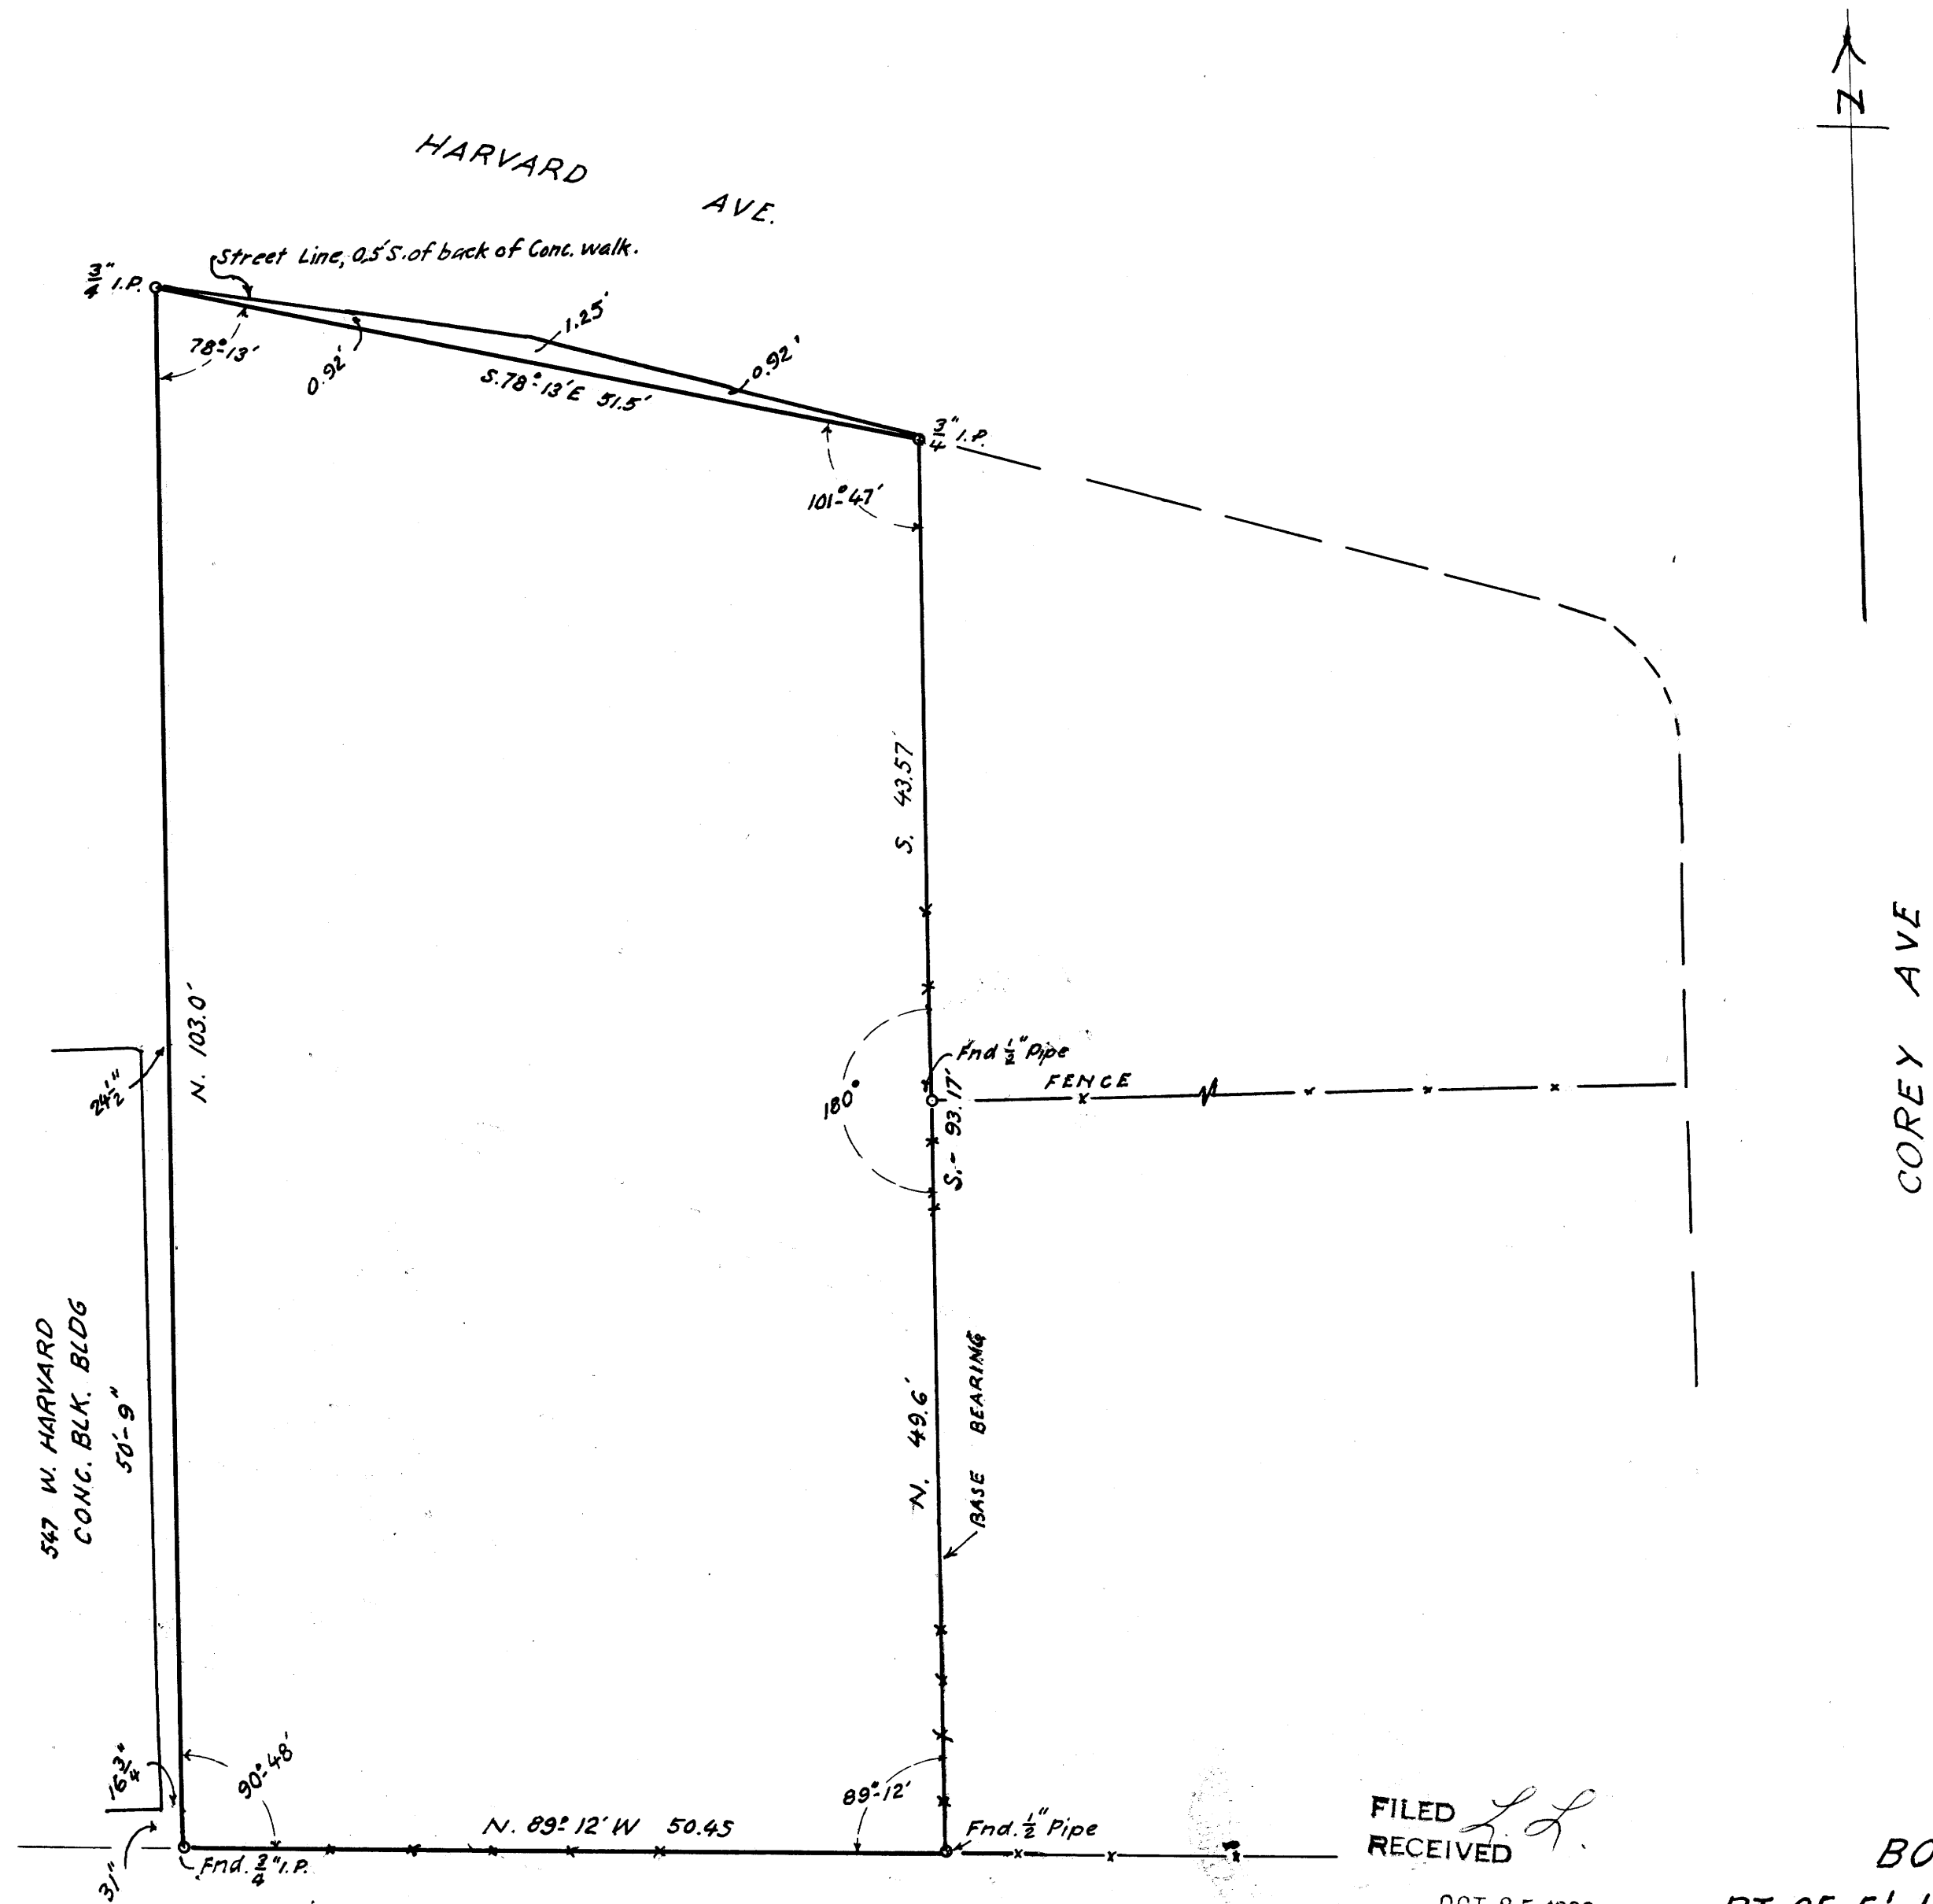 N
HARVARD
AVE.
Street Line, 0.5'S. of back of Conc. walk.
3/4" I.P.
78°-13'
0.92'
1.25'
0.92'
S. 78°-13' E 51.5'
3/4" I.P.
101°-47'
S. 43.57'
N. 103.0'
24 1/2"
Fnd 1/2" Pipe
FENCE
180°
S. - 93.17'
COREY AVE
547 W. HARVARD
CONC. BLK. BLDG
50'-9"
N. 49.6'
BASE BEARING
16 3/4"
90°-48'
89°-12'
N. 89°12' W 50.45
Fnd. 1/2" Pipe
31"
Fnd. 3/4" I.P.
FILED L. L.
RECEIVED
BO